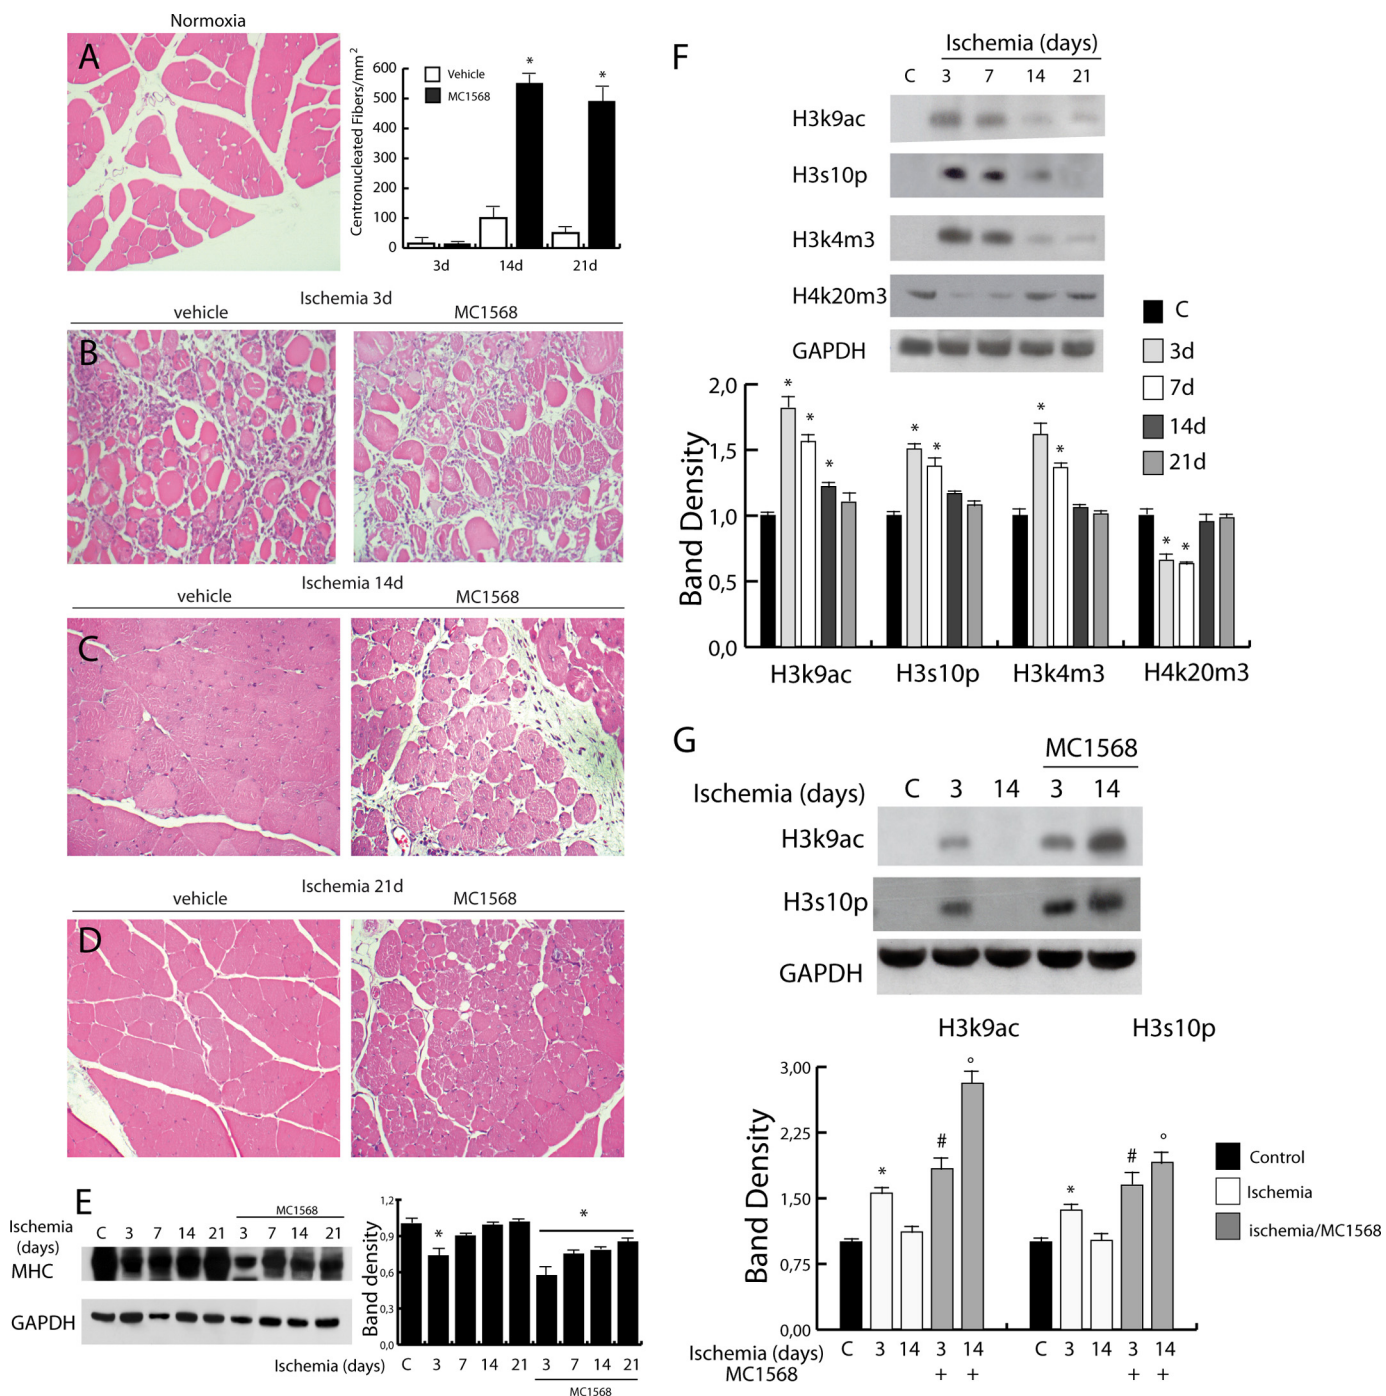 Normoxia
A
Centronucleated Fibers/mm2
600
500
400
300
200
100
0
Vehicle
MC1568
*
*
3d 14d 21d
Ischemia 3d
vehicle MC1568
B
Ischemia 14d
vehicle MC1568
C
Ischemia 21d
vehicle MC1568
D
E
MC1568
Ischemia (days)
C 3 7 14 21 3 7 14 21
MHC
GAPDH
Band density
1,2
0,9
0,6
0,3
0,0
*
*
Ischemia (days) C 3 7 14 21 3 7 14 21
MC1568
F
Ischemia (days)
C 3 7 14 21
H3k9ac
H3s10p
H3k4m3
H4k20m3
GAPDH
C
3d
7d
14d
21d
Band Density
2,0
1,5
1,0
0,5
0,0
* * *
* *
* *
* *
H3k9ac H3s10p H3k4m3 H4k20m3
G
MC1568
Ischemia (days) C 3 14 3 14
H3k9ac
H3s10p
GAPDH
H3k9ac H3s10p
Band Density
3,00
2,25
1,50
0,75
0,00
* # °
* # °
Control
Ischemia
ischemia/MC1568
Ischemia (days) C 3 14 3 14 C 3 14 3 14
MC1568 + + + +